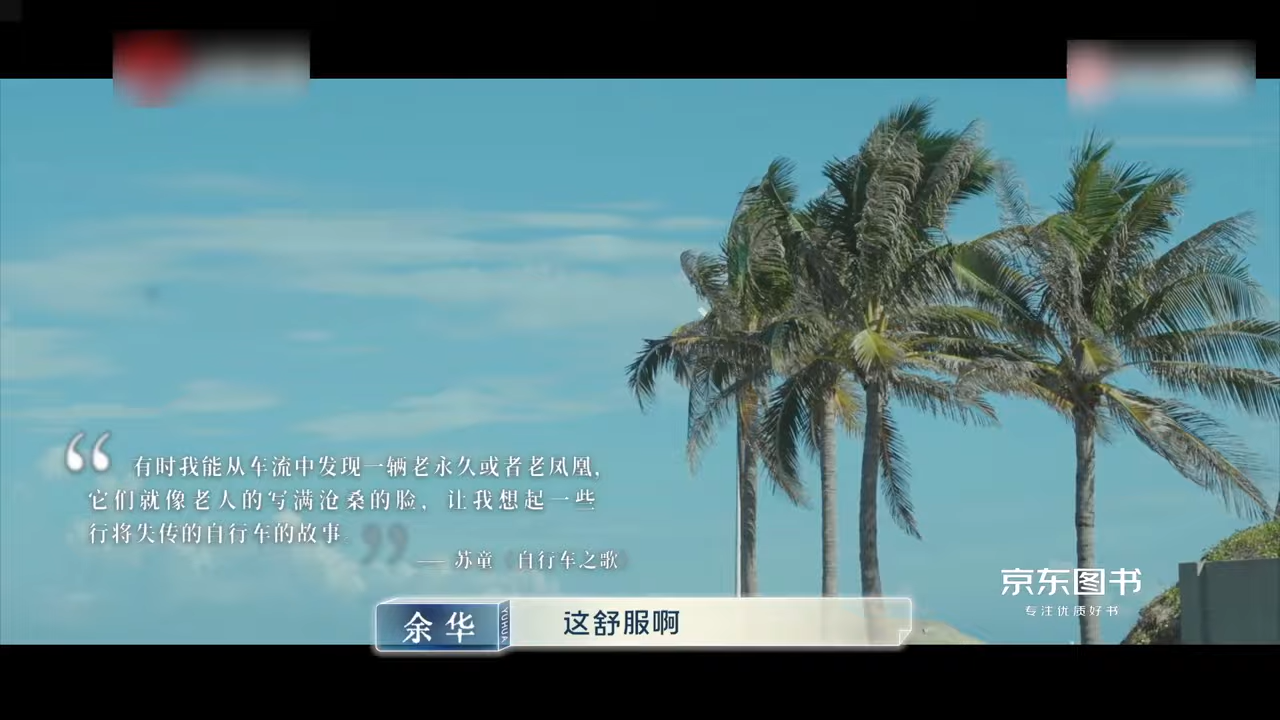 有时我能从车流中发现一辆老永久或者老凤凰,
它们就像老人的写满沧桑的脸, 让我想起一些
行将失传的自行车的故事。
—— 苏童《自行车之歌》
京东图书
专注优质好书
余华
YUHUA
这舒服啊